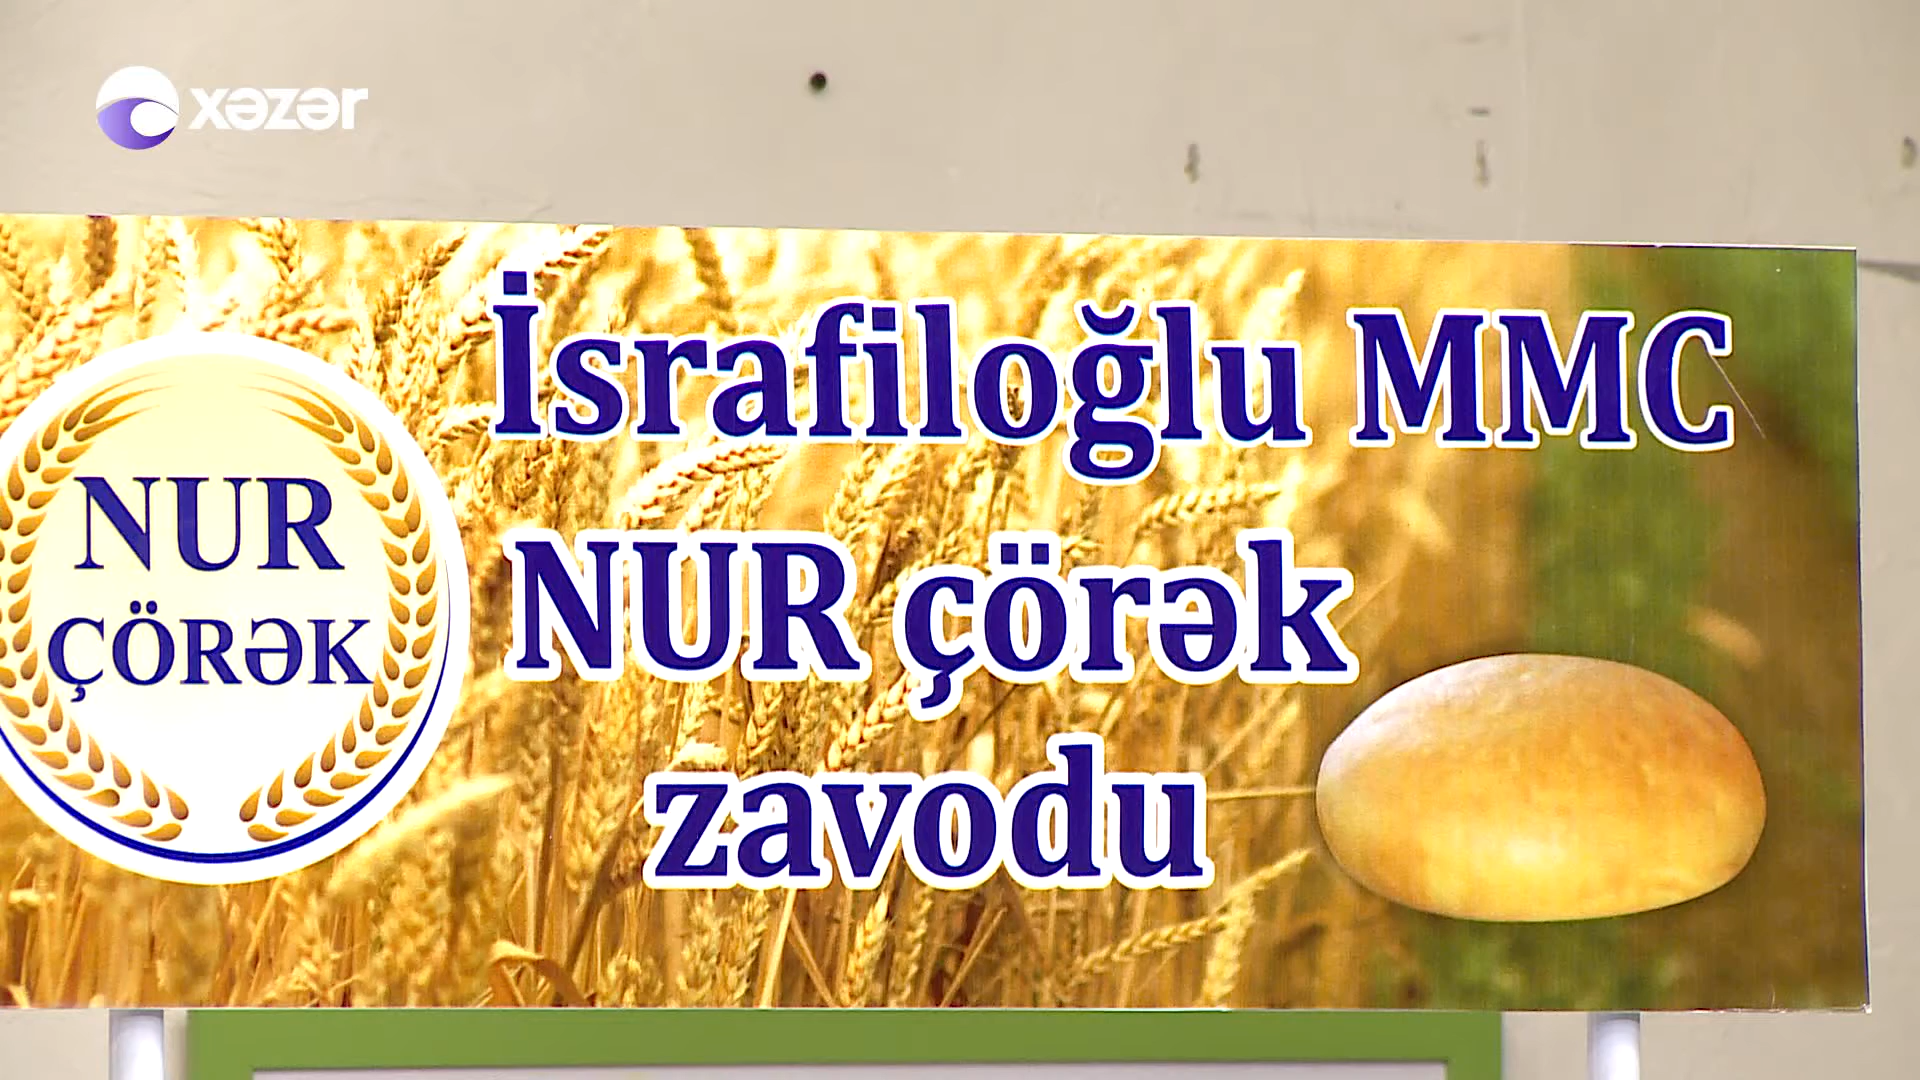 xəzər
İsrafiloğlu MMC
NUR çörək
zavodu
NUR
ÇÖRƏK